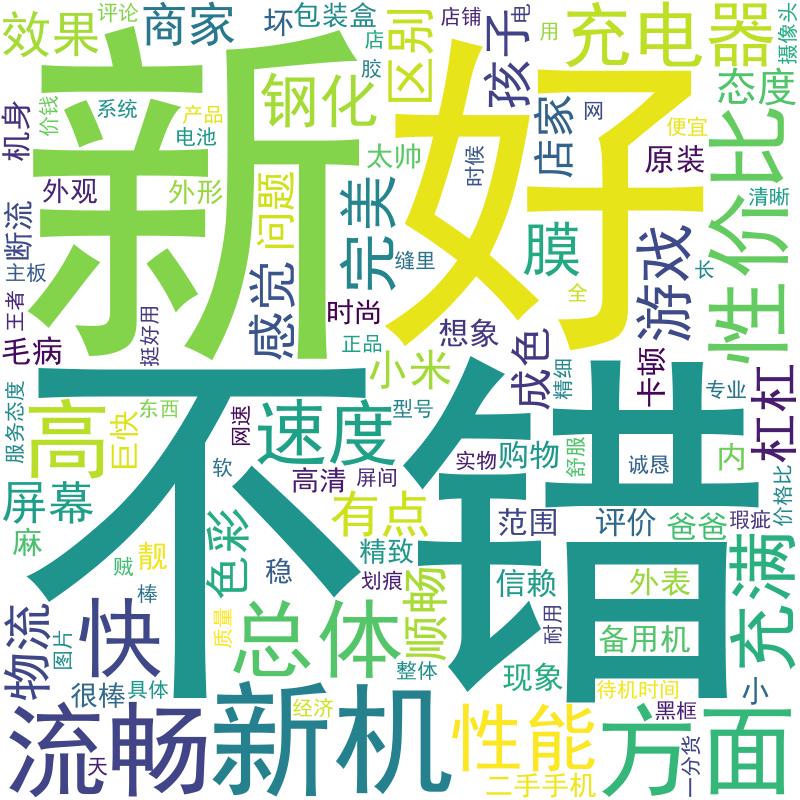 效果
评论
商家
坏
包装盒
店铺
电
用
充电器
摄像头
店
胶
区别
孩子
网
态度
便宜
机身
价钱
系统
产品
电池
新
钢化
好
太帅
时候
店家
原装
性价比
清晰
外观
外形
问题
完美
断流
主板
王者
挺好用
感觉
缝里
膜
游戏
长
全
时尚
正品
想象
成色
毛病
小米
卡顿
精细
专业
杠杠
服务态度
高
巨快
东西
网速
速度
型号
不错
软
高清
屏间
实物
购物
舒服
诚恳
内
价格比
屏幕
有点
范围
评价
爸爸
瑕疵
麻
贼
靓
色彩
稳
精致
划痕
顺畅
信赖
外表
充满
棒
物流
图片
快
质量
总体
耐用
备用机
很棒
具体
整体
现象
待机时间
小
流畅
天
新机
经济
性能
二手手机
方面
黑框
一分货